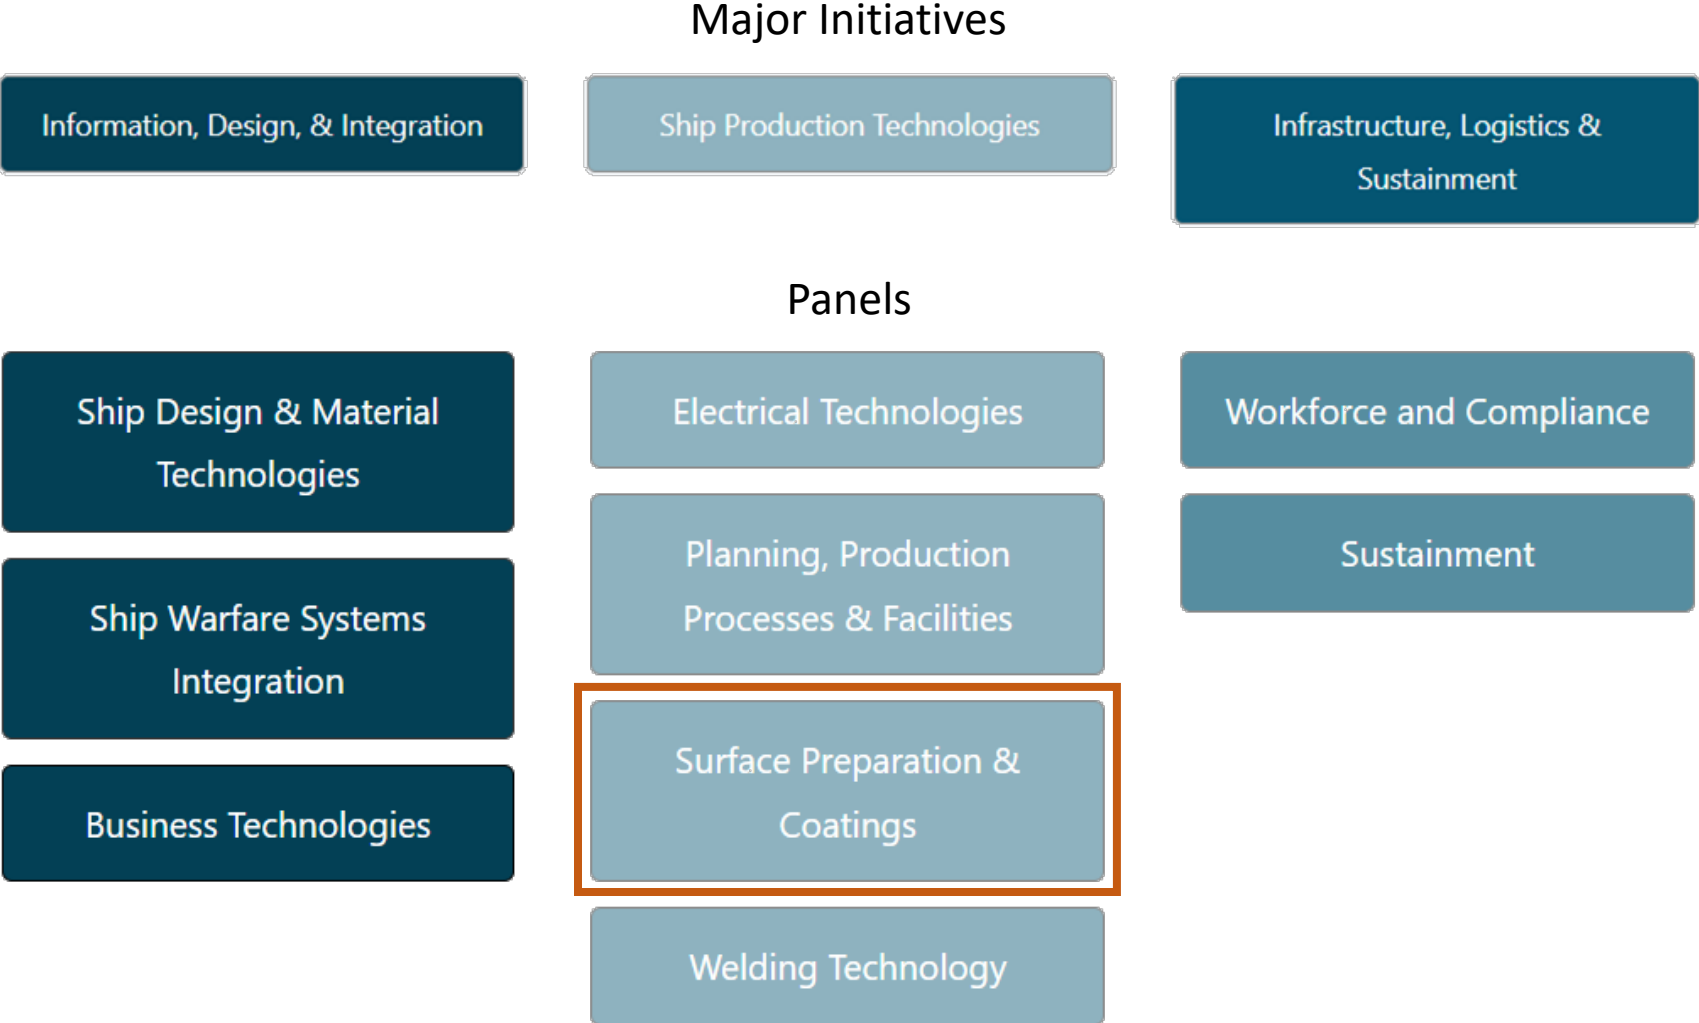 Major Initiatives
Information, Design, & Integration
Ship Production Technologies
Infrastructure, Logistics &
Sustainment
Panels
Ship Design & Material
Technologies
Ship Warfare Systems
Integration
Business Technologies
Electrical Technologies
Planning, Production
Processes & Facilities
Surface Preparation &
Coatings
Welding Technology
Workforce and Compliance
Sustainment